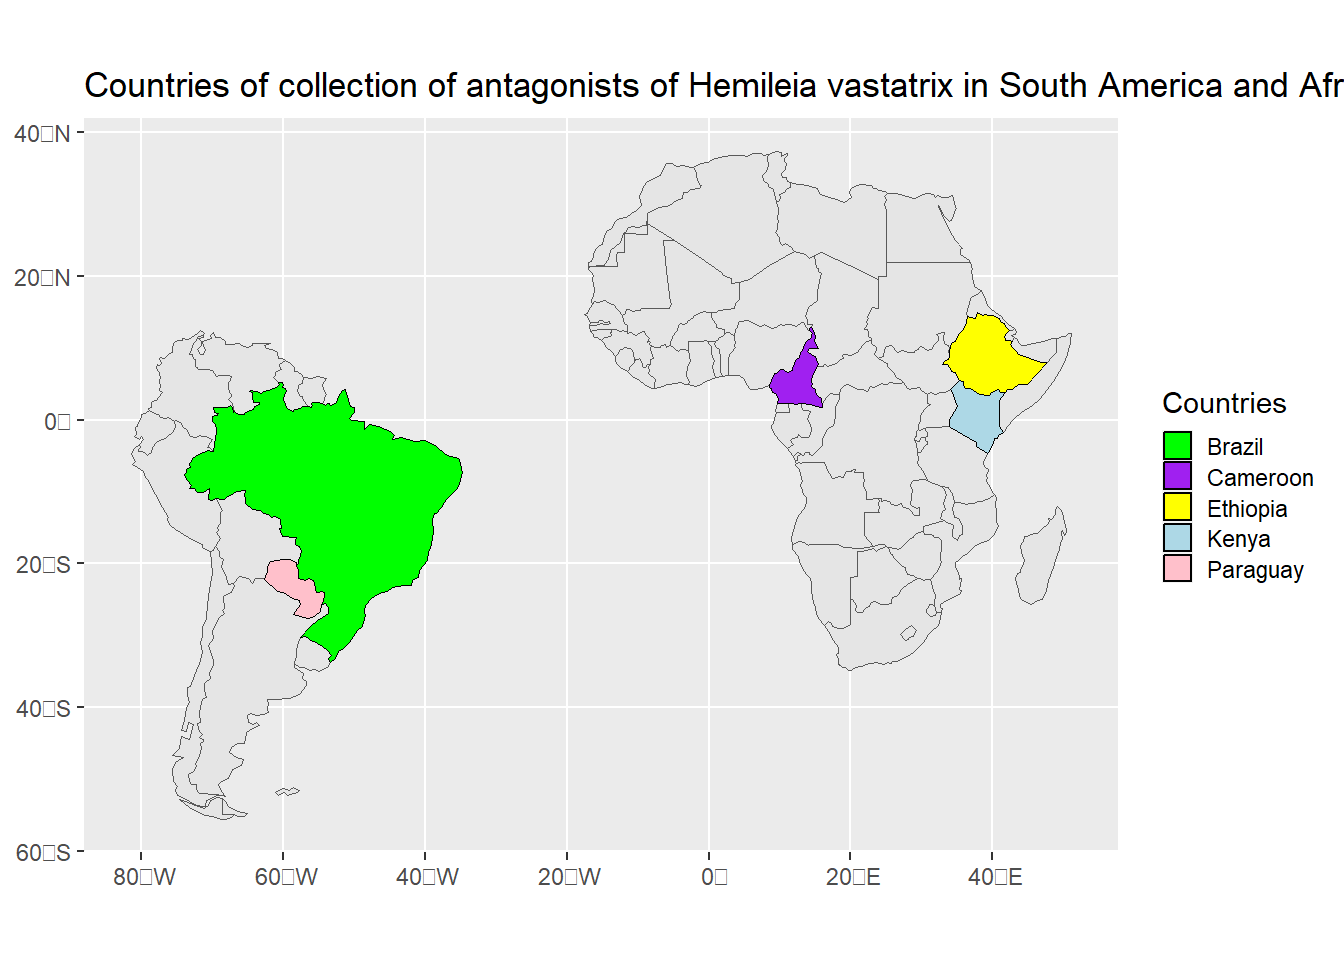 Countries of collection of antagonists of Hemileia vastatrix in South America and Afr
40▯N
20▯N
0▯
20▯S
40▯S
60▯S
80▯W
60▯W
40▯W
20▯W
0▯
20▯E
40▯E
Countries
Brazil
Cameroon
Ethiopia
Kenya
Paraguay